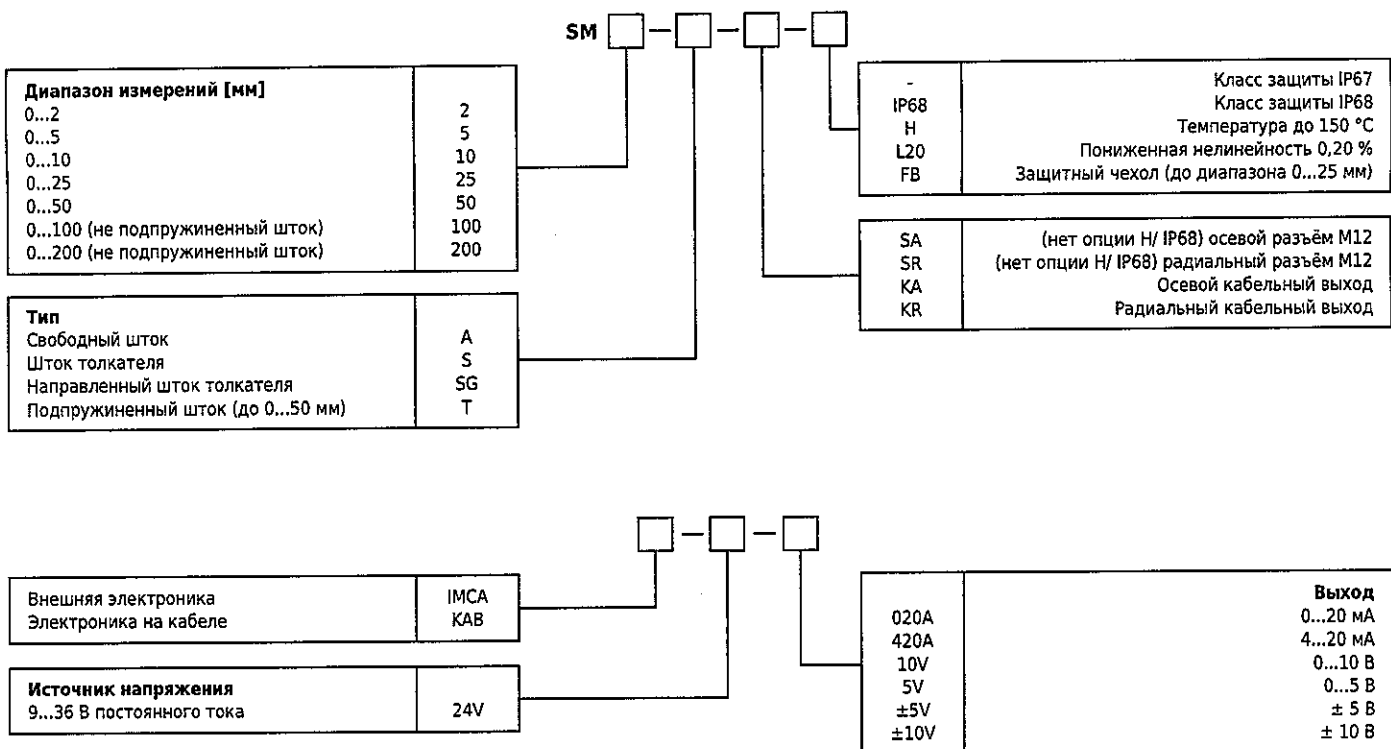 SM □ – □ – □ – □
Диапазон измерений [мм]
0...2 2
0...5 5
0...10 10
0...25 25
0...50 50
0...100 (не подпружиненный шток) 100
0...200 (не подпружиненный шток) 200
Тип
Свободный шток A
Шток толкателя S
Направленный шток толкателя SG
Подпружиненный шток (до 0...50 мм) T
- Класс защиты IP67
IP68 Класс защиты IP68
H Температура до 150 °C
L20 Пониженная нелинейность 0,20 %
FB Защитный чехол (до диапазона 0...25 мм)
SA (нет опции H/ IP68) осевой разъём M12
SR (нет опции H/ IP68) радиальный разъём M12
KA Осевой кабельный выход
KR Радиальный кабельный выход
□ – □ – □
Внешняя электроника IMCA
Электроника на кабеле KAB
Источник напряжения
9...36 В постоянного тока 24V
Выход
020A 0...20 мА
420A 4...20 мА
10V 0...10 В
5V 0...5 В
±5V ± 5 В
±10V ± 10 В